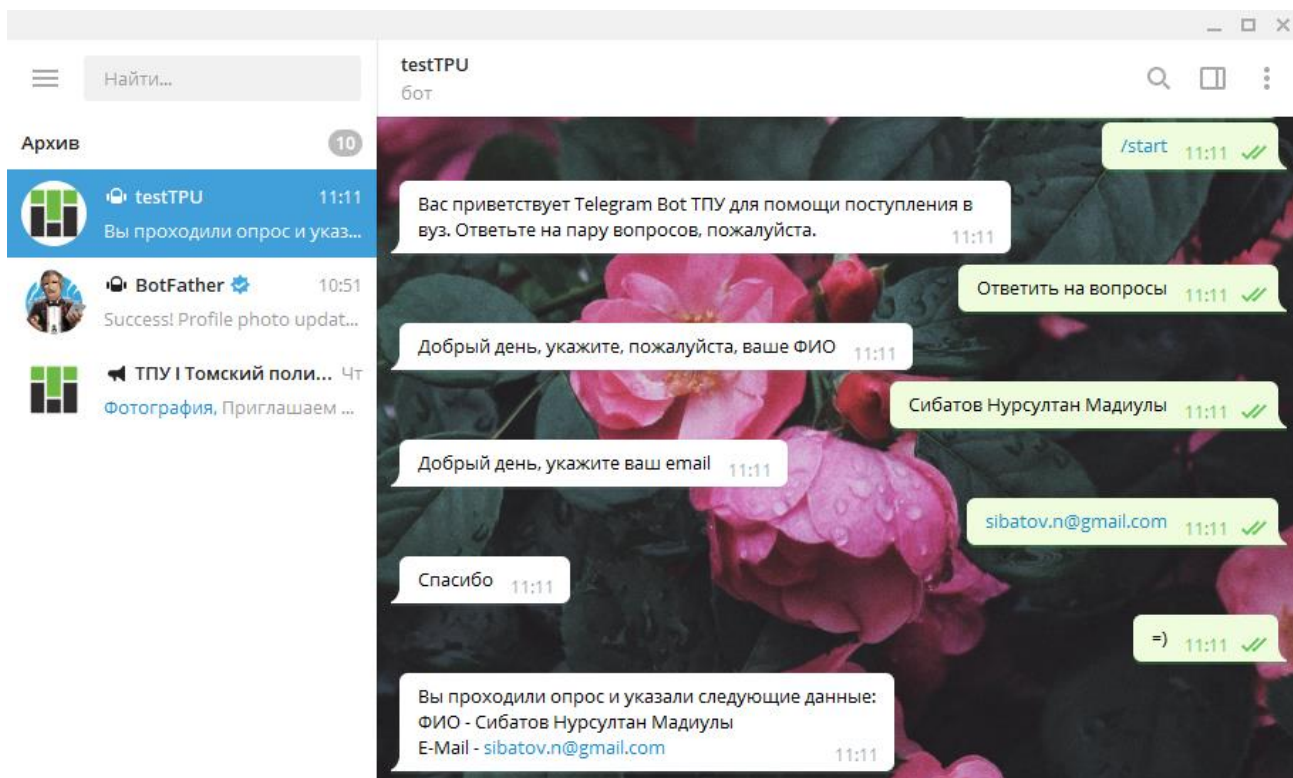 Найти...
Архив
10
testTPU
11:11
Вы проходили опрос и указ...
BotFather
10:51
Success! Profile photo updat...
ТПУ I Томский поли...
Чт
Фотография, Приглашаем ...
testTPU
бот
/start
11:11
Вас приветствует Telegram Bot ТПУ для помощи поступления в
вуз. Ответьте на пару вопросов, пожалуйста.
11:11
Ответить на вопросы
11:11
Добрый день, укажите, пожалуйста, ваше ФИО
11:11
Сибатов Нурсултан Мадиулы
11:11
Добрый день, укажите ваш email
11:11
sibatov.n@gmail.com
11:11
Спасибо
11:11
=)
11:11
Вы проходили опрос и указали следующие данные:
ФИО - Сибатов Нурсултан Мадиулы
E-Mail - sibatov.n@gmail.com
11:11